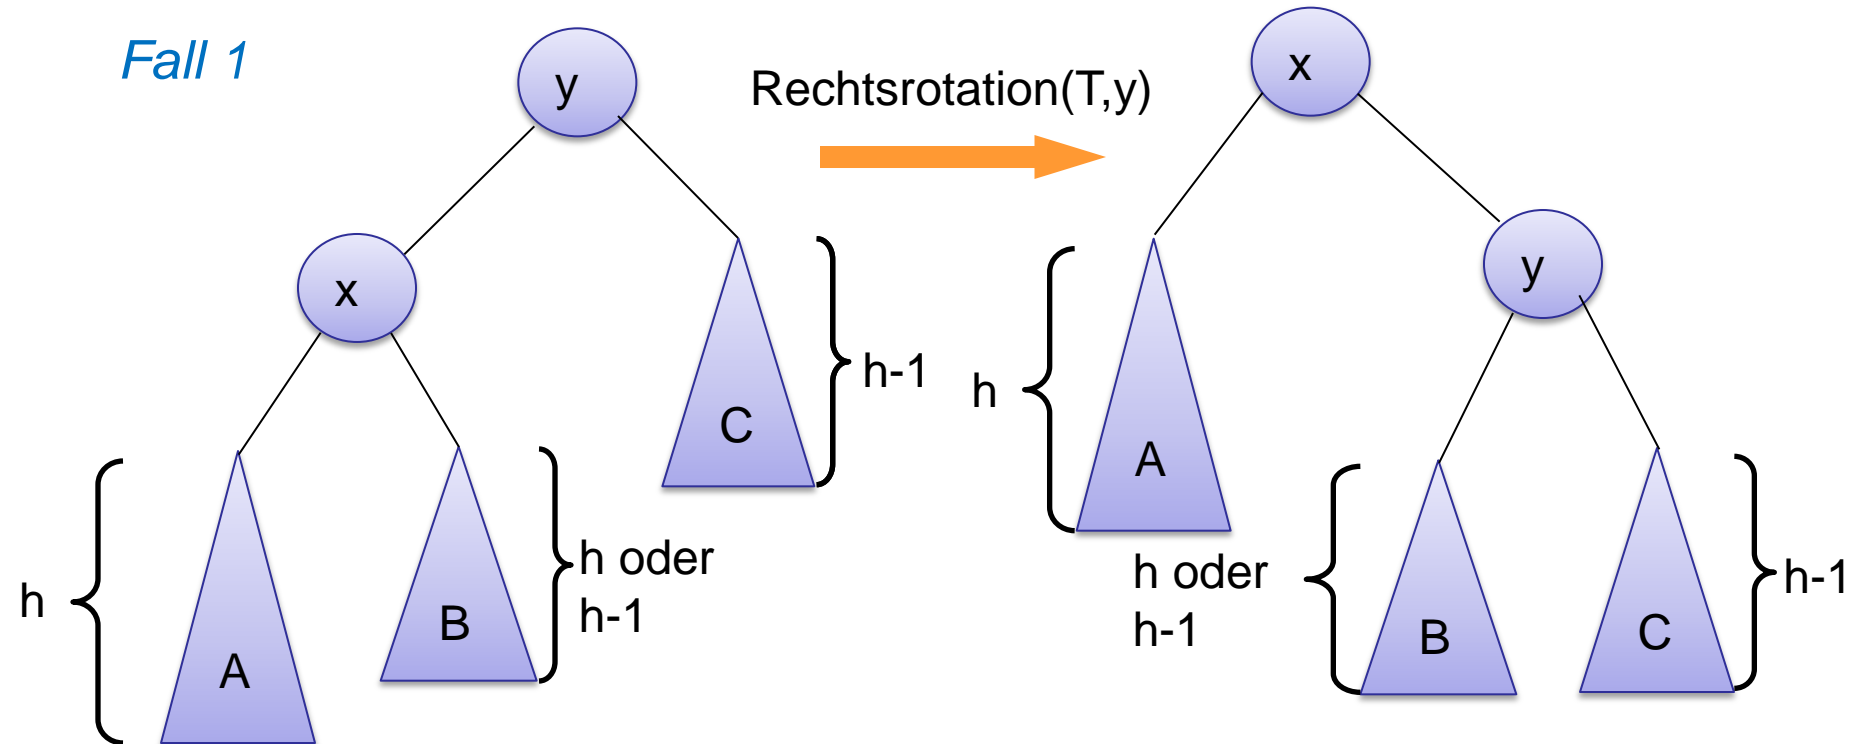 Fall 1
y
Rechtsrotation(T,y)
x
x
y
h-1
h
C
A
h oder
h-1
h
B
A
h oder
h-1
B
C
h-1